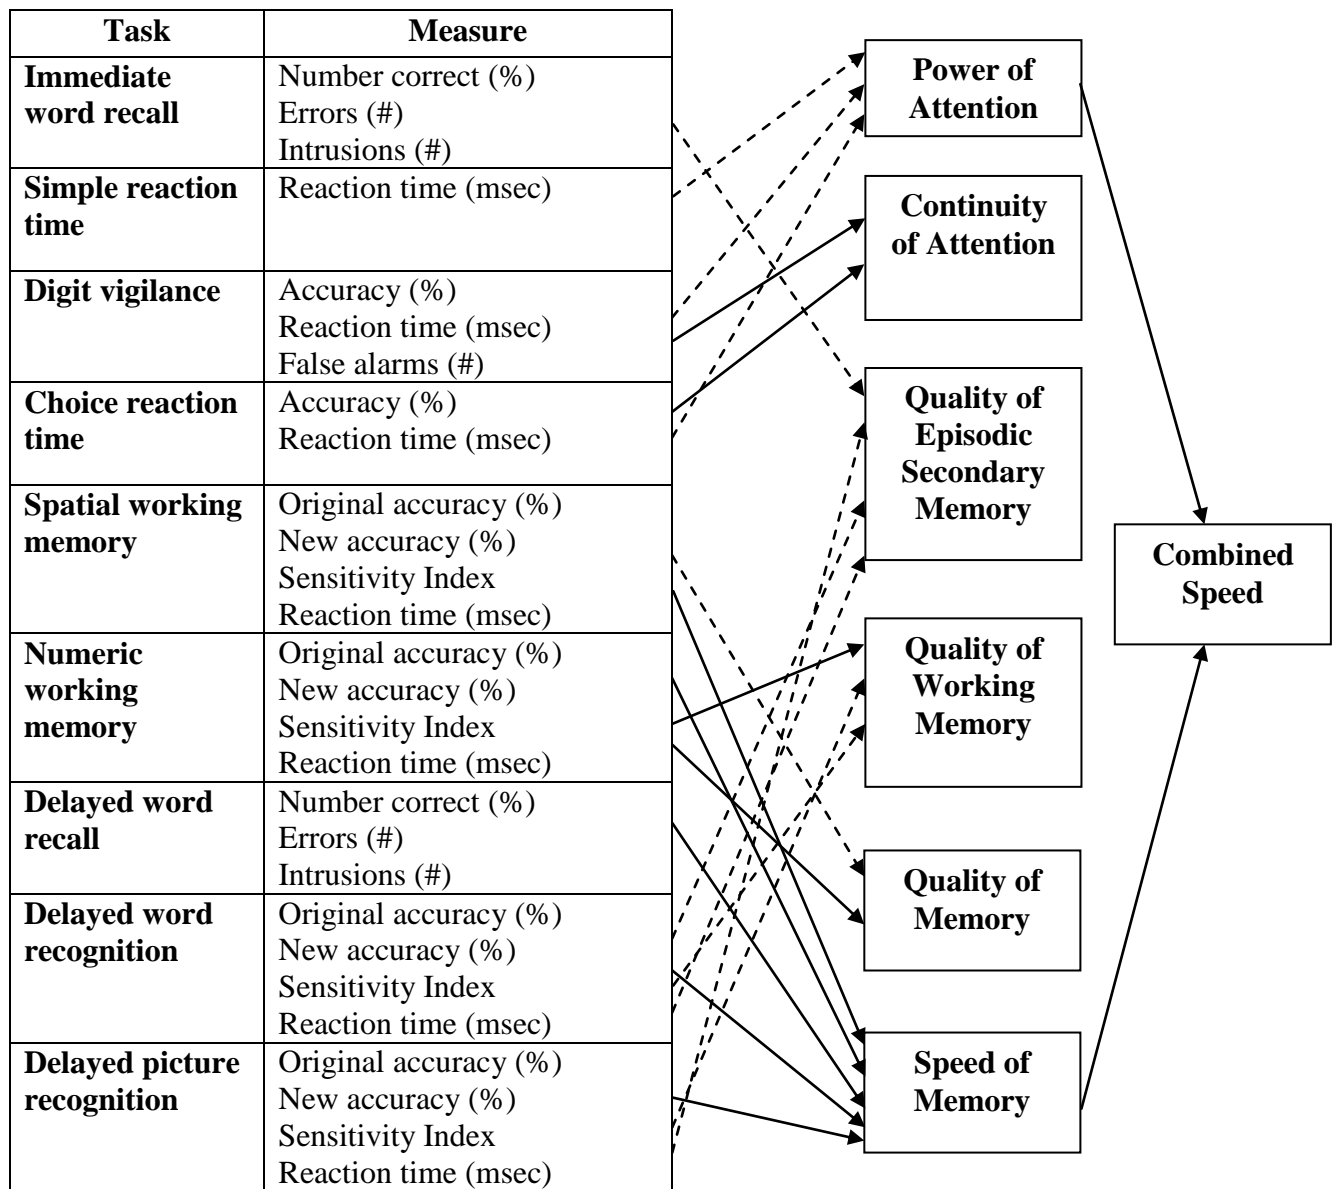 Task Measure
Immediate
word recall
Number correct (%)
Errors (#)
Intrusions (#)
Simple reaction
time
Reaction time (msec)
Digit vigilance
Accuracy (%)
Reaction time (msec)
False alarms (#)
Choice reaction
time
Accuracy (%)
Reaction time (msec)
Spatial working
memory
Original accuracy (%)
New accuracy (%)
Sensitivity Index
Reaction time (msec)
Numeric
working
memory
Original accuracy (%)
New accuracy (%)
Sensitivity Index
Reaction time (msec)
Delayed word
recall
Number correct (%)
Errors (#)
Intrusions (#)
Delayed word
recognition
Original accuracy (%)
New accuracy (%)
Sensitivity Index
Reaction time (msec)
Delayed picture
recognition
Original accuracy (%)
New accuracy (%)
Sensitivity Index
Reaction time (msec)
Power of
Attention
Continuity
of Attention
Quality of
Episodic
Secondary
Memory
Quality of
Working
Memory
Quality of
Memory
Speed of
Memory
Combined
Speed